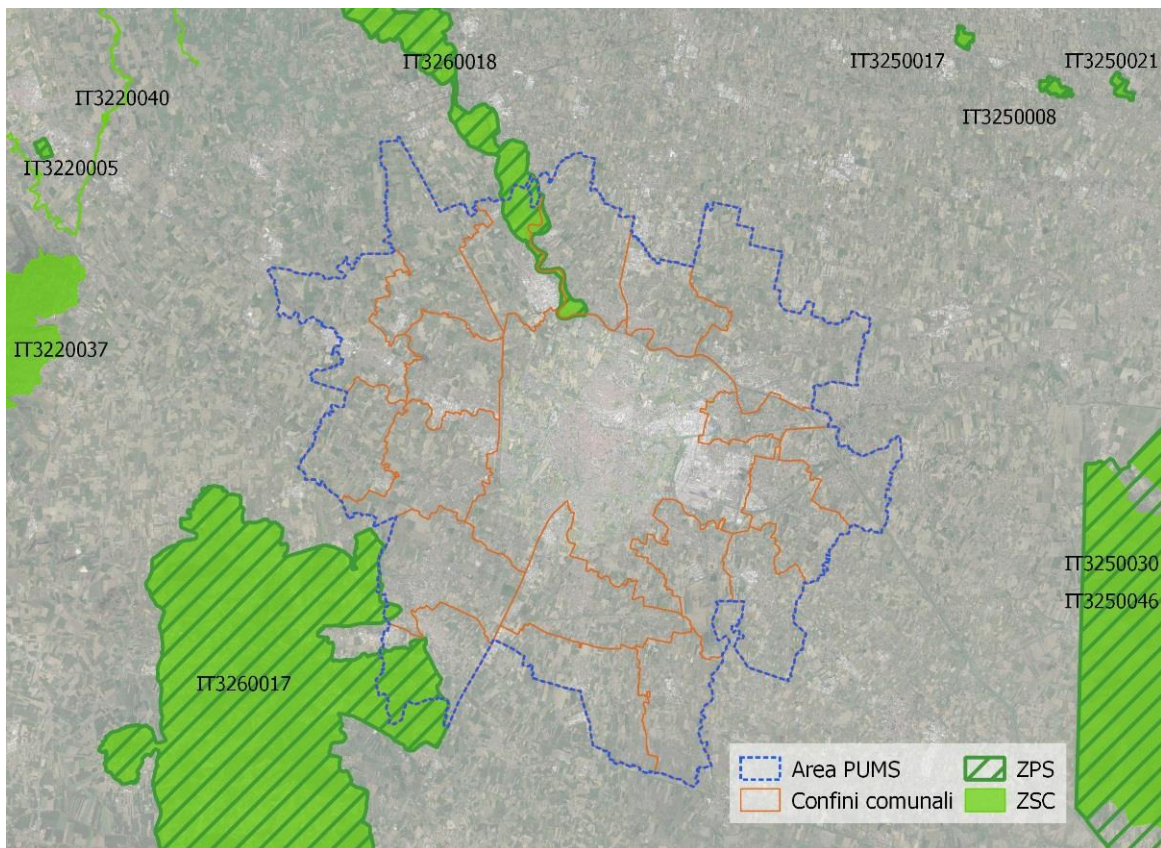 IT3260018
IT3250017
IT3250021
IT3220040
IT3250008
IT3220005
IT3220037
IT3250030
IT3250046
IT3260017
Area PUMS
ZPS
Confini comunali
ZSC